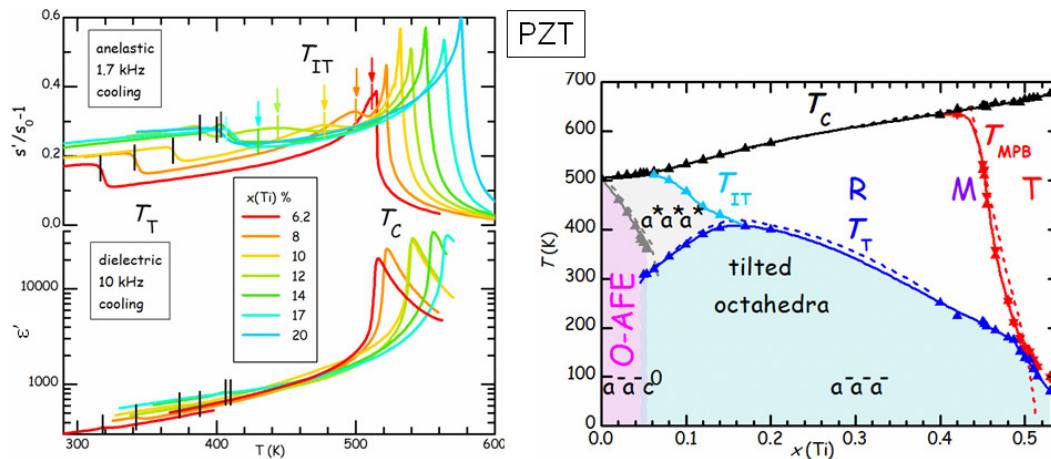 PZT
s'/s₀-1
0.6
0.4
0.2
0.0
anelastic
1.7 kHz
cooling
T_IT
T_T
x(Ti) %
6,2
8
10
12
14
17
20
T_C
dielectric
10 kHz
cooling
ε'
10000
1000
300
400
500
600
T (K)
700
600
500
400
300
200
100
0
T(K)
T_C
T_MPB
T_IT
R
M
T
a*a*a*
T_T
tilted
octahedra
O-AFE
a⁻a⁻c⁰
a⁻a⁻a⁻
0.0
0.1
0.2
0.3
0.4
0.5
x(Ti)